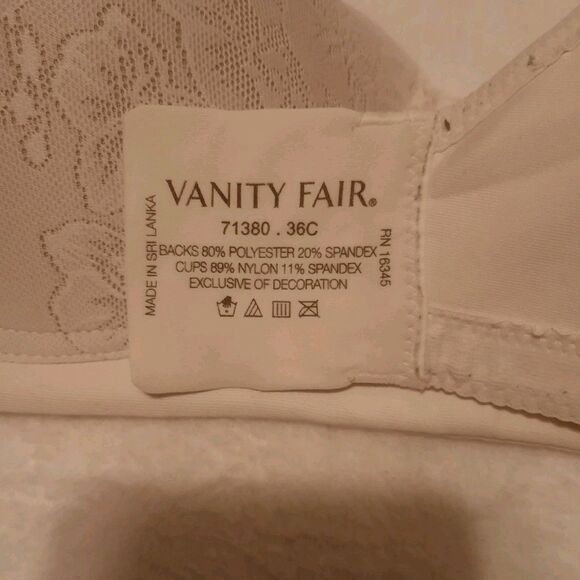 VANITY FAIR®
71380 . 36C
BACKS 80% POLYESTER 20% SPANDEX
CUPS 89% NYLON 11% SPANDEX
EXCLUSIVE OF DECORATION
MADE IN SRI LANKA
RN 16345